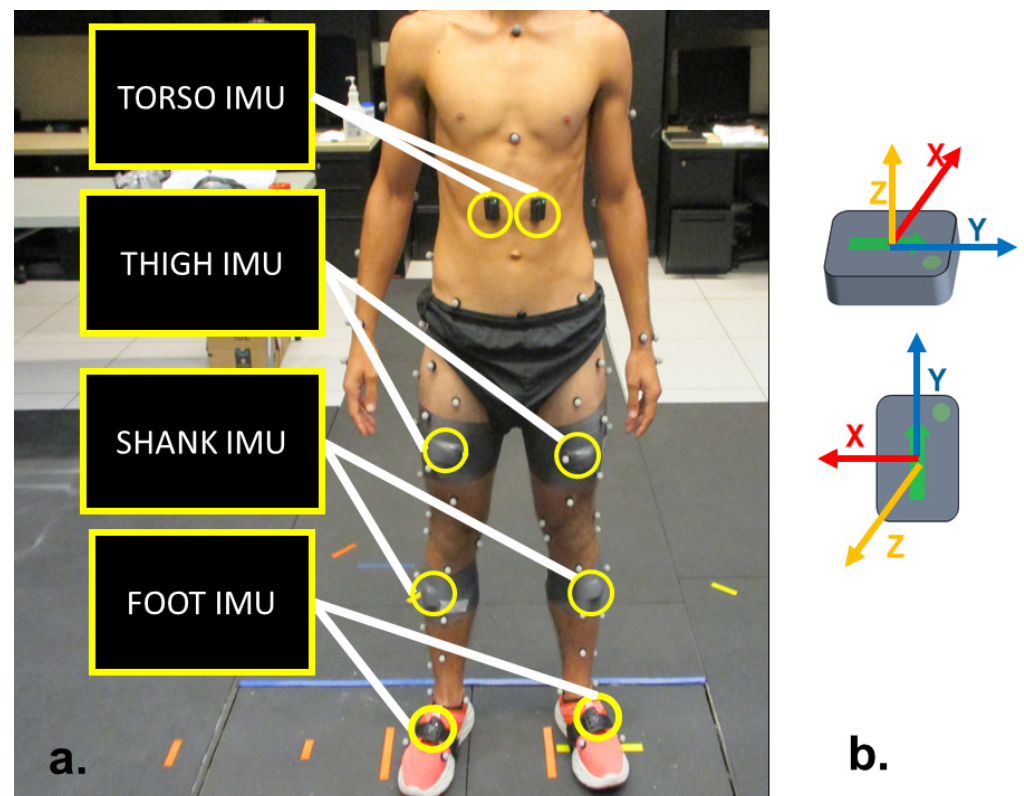 TORSO IMU
THIGH IMU
SHANK IMU
FOOT IMU
a.
X
Z
Y
Y
X
Z
b.